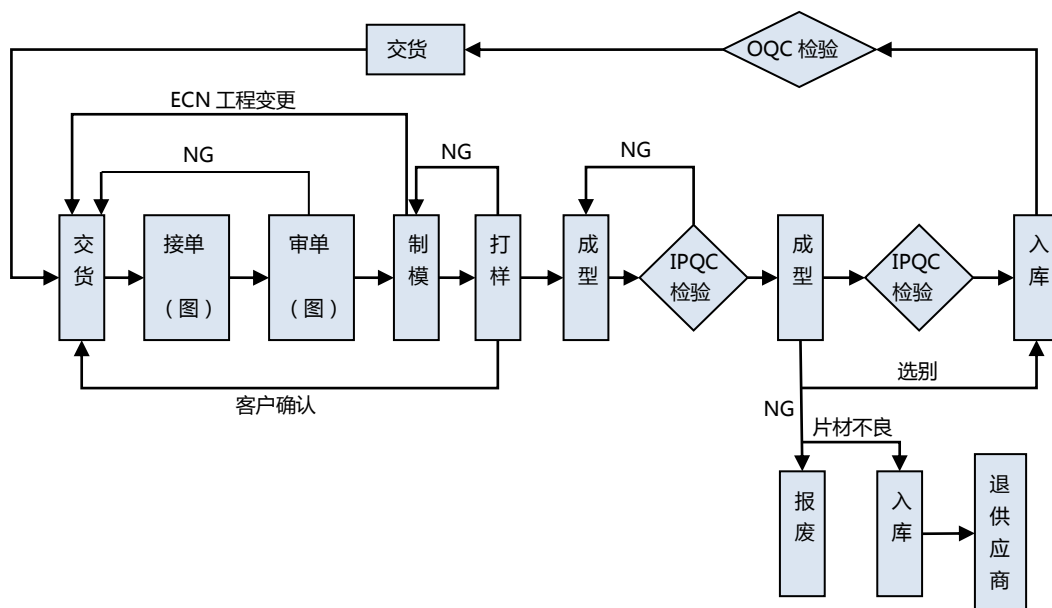 交货
OQC 检验
ECN 工程变更
NG
NG
NG
交
货
接单
（图）
审单
（图）
制
模
打
样
成
型
IPQC
检验
成
型
IPQC
检验
入
库
客户确认
选别
NG
片材不良
报
废
入
库
退
供
应
商